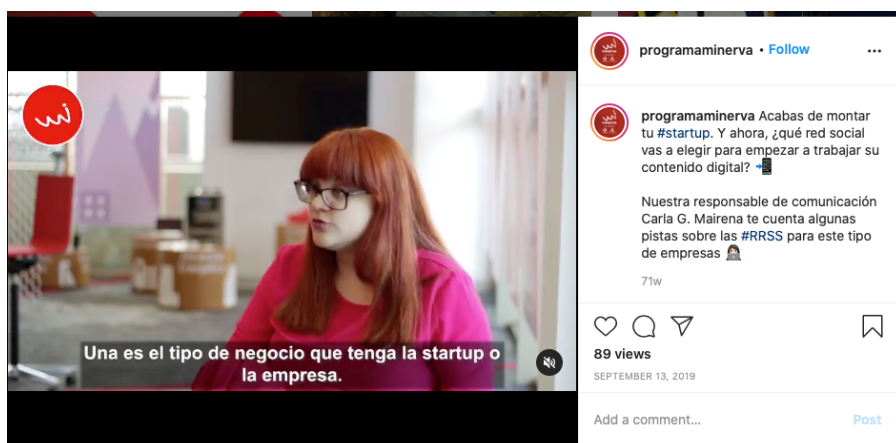 programaminerva • Follow
programaminerva Acabas de montar
tu #startup. Y ahora, ¿qué red social
vas a elegir para empezar a trabajar su
contenido digital?
Nuestra responsable de comunicación
Carla G. Mairena te cuenta algunas
pistas sobre las #RRSS para este tipo
de empresas
71w
Una es el tipo de negocio que tenga la startup o
la empresa.
89 views
SEPTEMBER 13, 2019
Add a comment...
Post